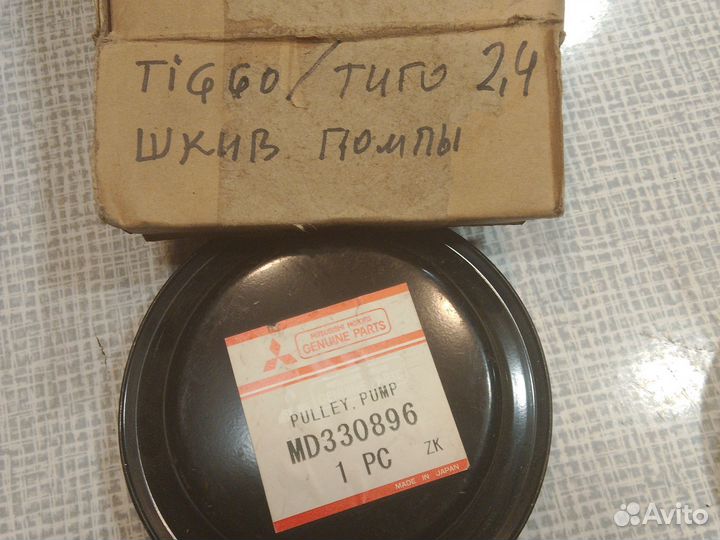 TiGGO/ТИГО 2,4
ШКИВ ПОМПЫ
MITSUBISHI MOTORS
GENUINE PARTS
PULLEY.PUMP
MD330896
1 PC ZK
MADE IN JAPAN
Avito